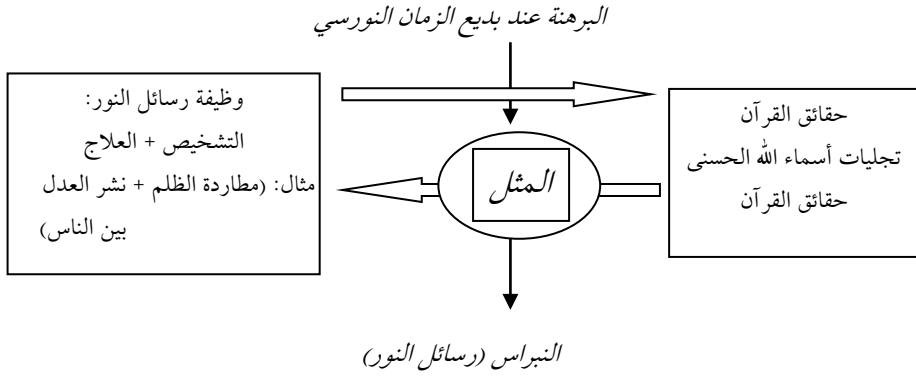 البرهنة عند بديع الزمان النورسي
حقائق القرآن
تجليات أسماء الله الحسنى
حقائق القرآن
المثل
وظيفة رسائل النور:
التشخيص + العلاج
مثال: (مطاردة الظلم + نشر العدل
بين الناس)
النبراس (رسائل النور)